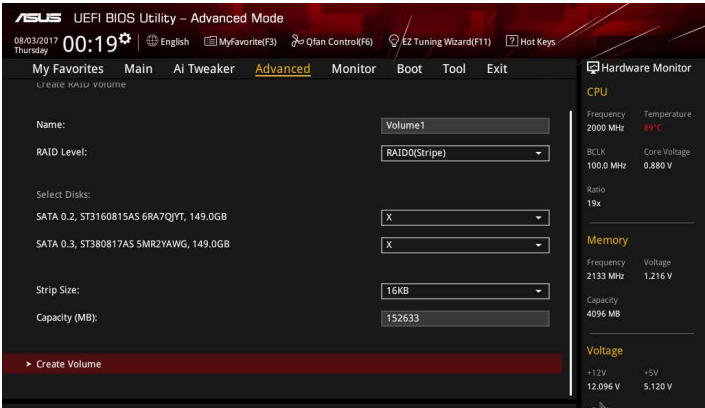 ASUS UEFI BIOS Utility – Advanced Mode
08/03/2017 Thursday 00:19 English MyFavorite(F3) Qfan Control(F6) EZ Tuning Wizard(F11) ? Hot Keys
My Favorites Main Ai Tweaker Advanced Monitor Boot Tool Exit
Create RAID Volume
Name: Volume1
RAID Level: RAID0(Stripe)
Select Disks:
SATA 0.2, ST3160815AS 6RA7QJYT, 149.0GB X
SATA 0.3, ST380817AS 5MR2YAWG, 149.0GB X
Strip Size: 16KB
Capacity (MB): 152633
> Create Volume
Hardware Monitor
CPU
Frequency Temperature
2000 MHz 89°C
BCLK Core Voltage
100.0 MHz 0.880 V
Ratio
19x
Memory
Frequency Voltage
2133 MHz 1.216 V
Capacity
4096 MB
Voltage
+12V +5V
12.096 V 5.120 V